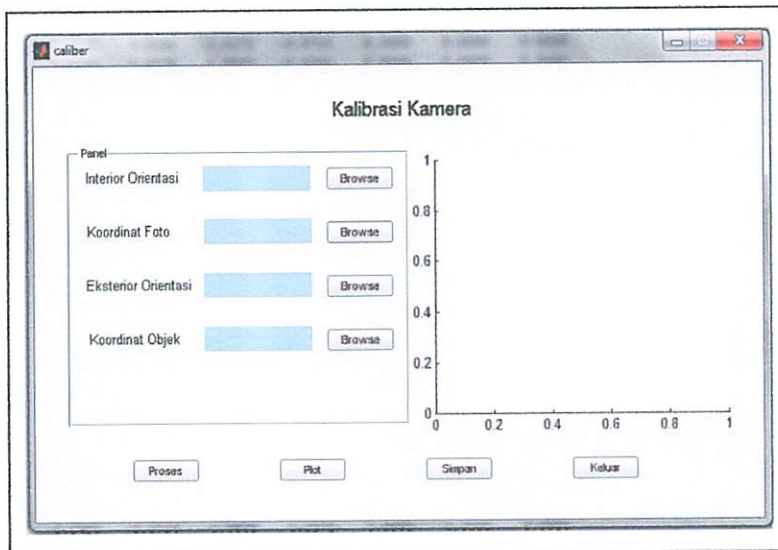 caliber
Kalibrasi Kamera
Panel
Interior Orientasi Browse
Koordinat Foto Browse
Eksterior Orientasi Browse
Koordinat Objek Browse
1
0.8
0.6
0.4
0.2
0
0 0.2 0.4 0.6 0.8 1
Proses Plot Simpan Keluar